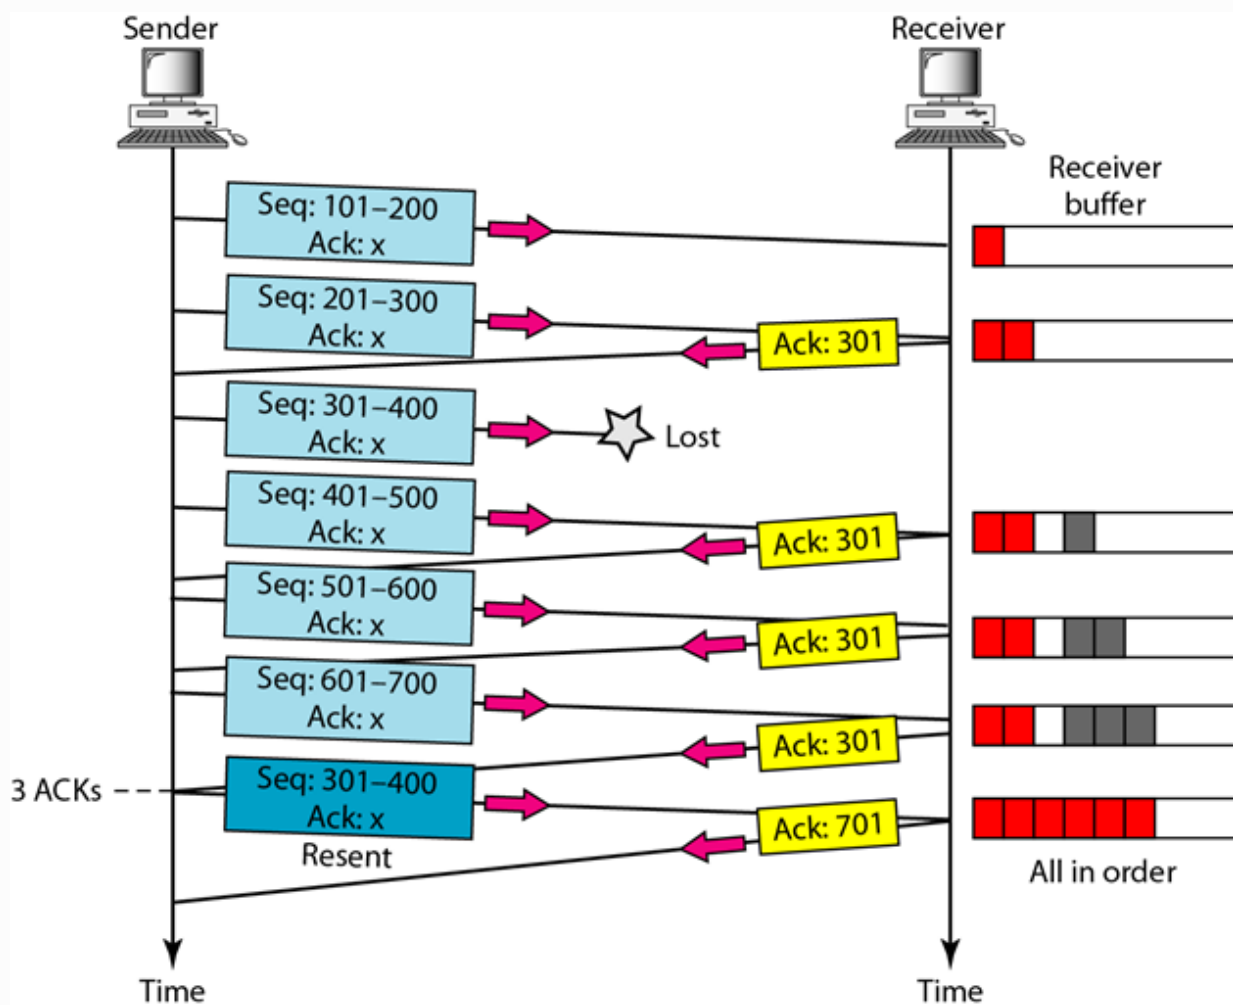 Sender
Receiver
Receiver
buffer
Seq: 101–200
Ack: x
Seq: 201–300
Ack: x
Ack: 301
Seq: 301–400
Ack: x
Lost
Seq: 401–500
Ack: x
Ack: 301
Seq: 501–600
Ack: x
Ack: 301
Seq: 601–700
Ack: x
Ack: 301
3 ACKs
Seq: 301–400
Ack: x
Resent
Ack: 701
All in order
Time
Time